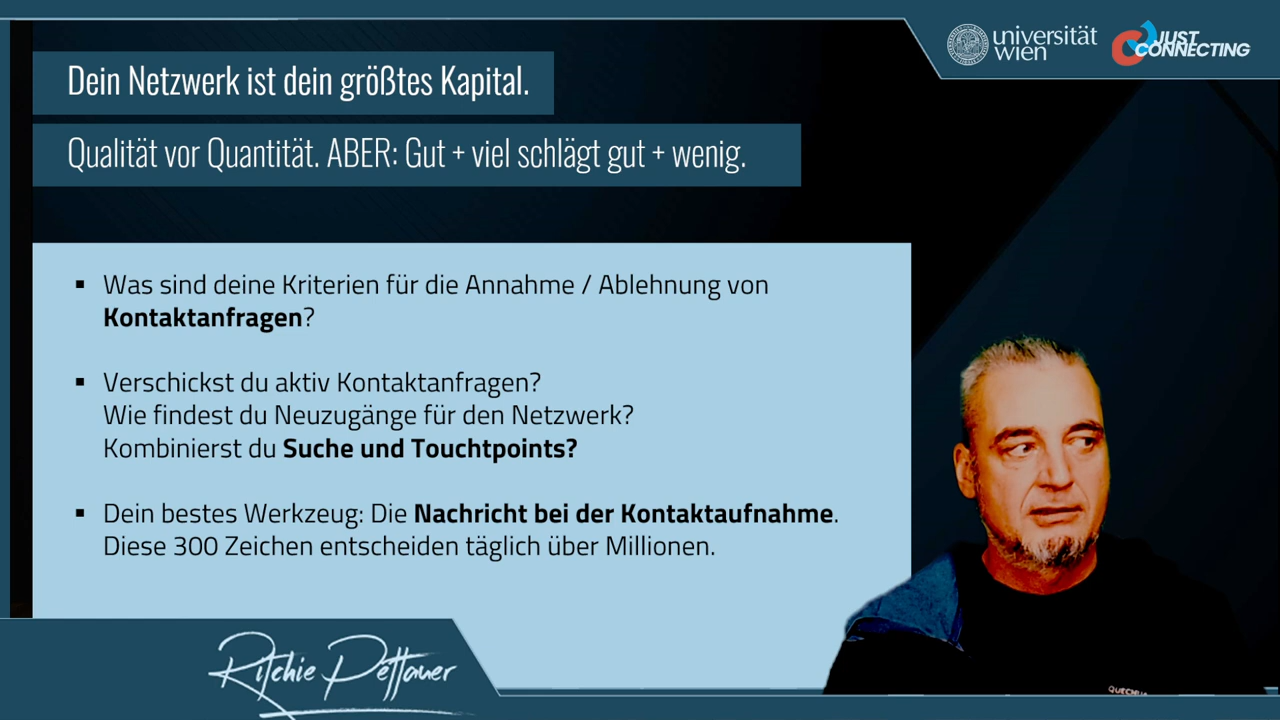 universität
wien
JUST
CONNECTING
Dein Netzwerk ist dein größtes Kapital.
Qualität vor Quantität. ABER: Gut + viel schlägt gut + wenig.
▪ Was sind deine Kriterien für die Annahme / Ablehnung von
Kontaktanfragen?
▪ Verschickst du aktiv Kontaktanfragen?
Wie findest du Neuzugänge für den Netzwerk?
Kombinierst du Suche und Touchtpoints?
▪ Dein bestes Werkzeug: Die Nachricht bei der Kontaktaufnahme.
Diese 300 Zeichen entscheiden täglich über Millionen.
Ritchie Pettauer